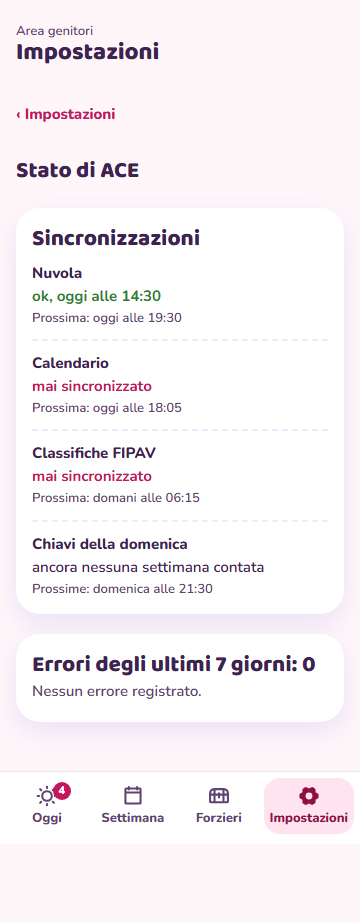 Area genitori
Impostazioni
‹ Impostazioni
Stato di ACE
Sincronizzazioni
Nuvola
ok, oggi alle 14:30
Prossima: oggi alle 19:30
Calendario
mai sincronizzato
Prossima: oggi alle 18:05
Classifiche FIPAV
mai sincronizzato
Prossima: domani alle 06:15
Chiavi della domenica
ancora nessuna settimana contata
Prossime: domenica alle 21:30
Errori degli ultimi 7 giorni: 0
Nessun errore registrato.
4
Oggi Settimana Forzieri Impostazioni